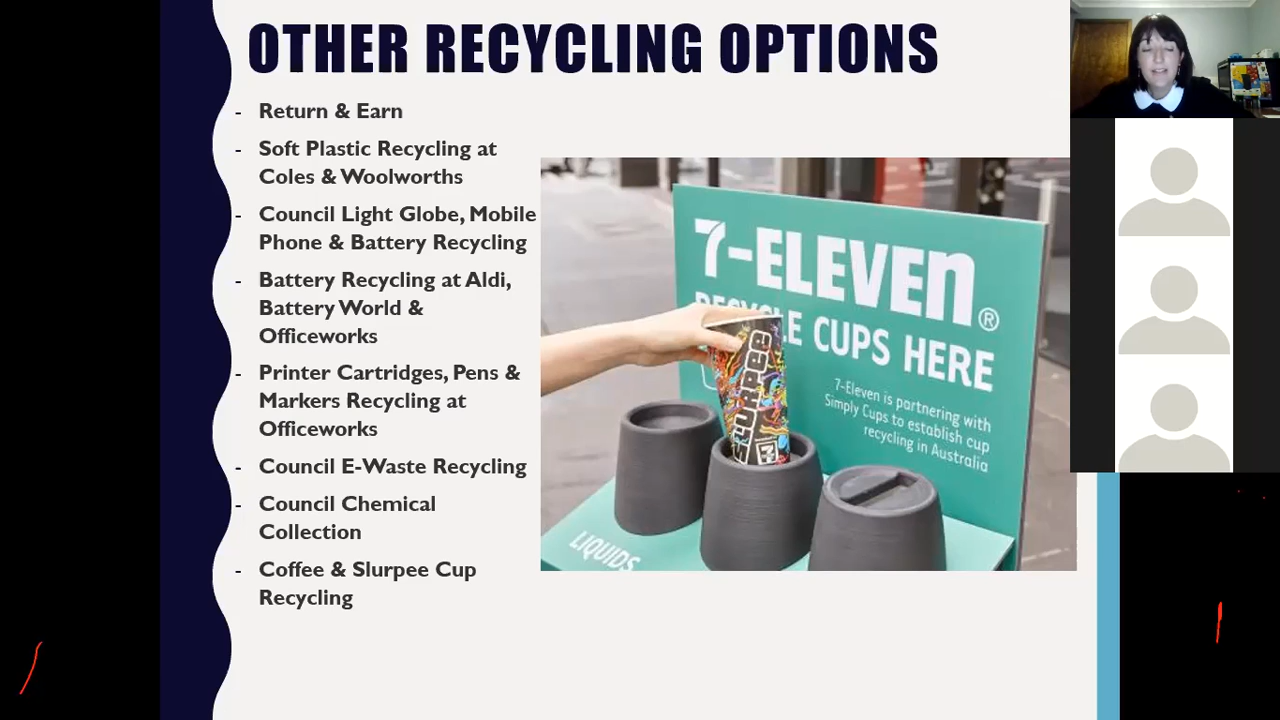 OTHER RECYCLING OPTIONS
- Return & Earn
- Soft Plastic Recycling at
Coles & Woolworths
- Council Light Globe, Mobile
Phone & Battery Recycling
- Battery Recycling at Aldi,
Battery World &
Officeworks
- Printer Cartridges, Pens &
Markers Recycling at
Officeworks
- Council E-Waste Recycling
- Council Chemical
Collection
- Coffee & Slurpee Cup
Recycling
7-ELEVEn®
RECYCLE CUPS HERE
7-Eleven is partnering with
Simply Cups to establish cup
recycling in Australia
SLURPEE
LIQUIDS